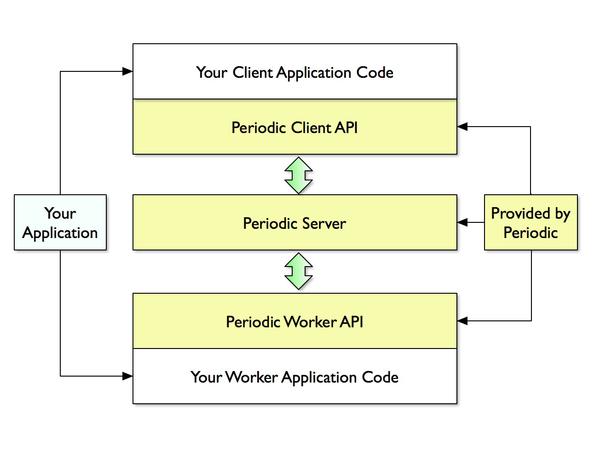 Your Client Application Code
Periodic Client API
Your
Application
Periodic Server
Provided by
Periodic
Periodic Worker API
Your Worker Application Code